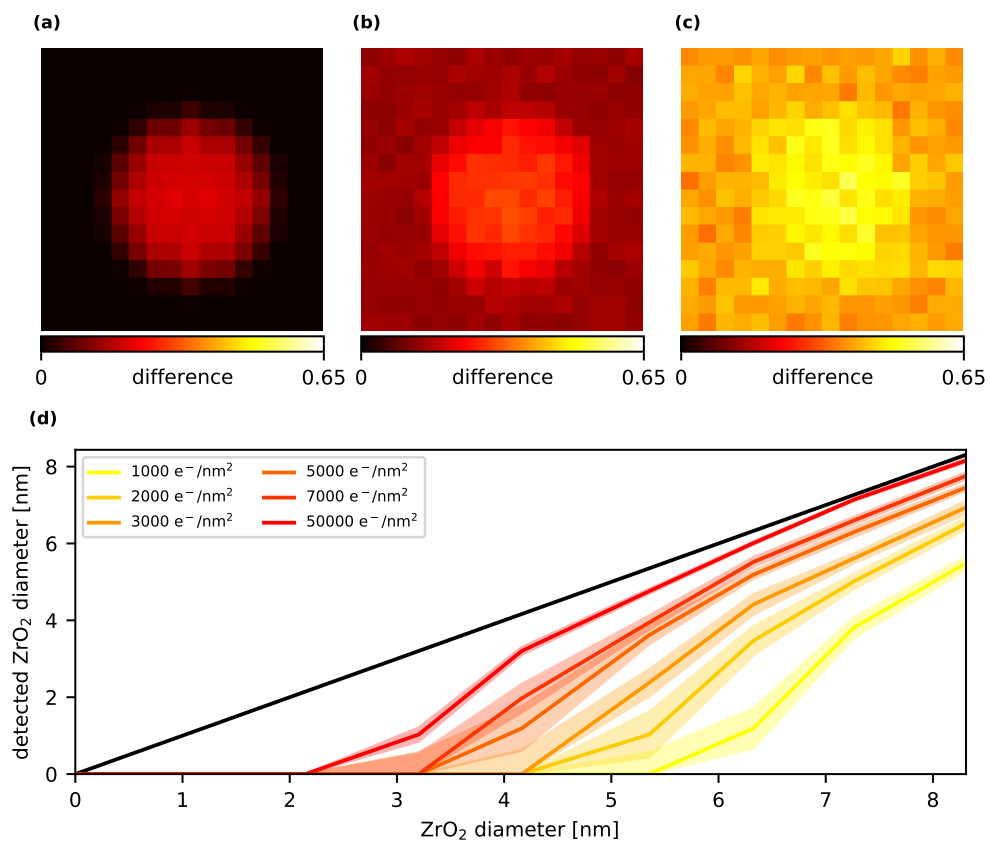 (a)
(b)
(c)
0 difference 0.65
0 difference 0.65
0 difference 0.65
(d)
detected ZrO₂ diameter [nm]
8
6
4
2
0
1000 e⁻/nm²
2000 e⁻/nm²
3000 e⁻/nm²
5000 e⁻/nm²
7000 e⁻/nm²
50000 e⁻/nm²
0 1 2 3 4 5 6 7 8
ZrO₂ diameter [nm]